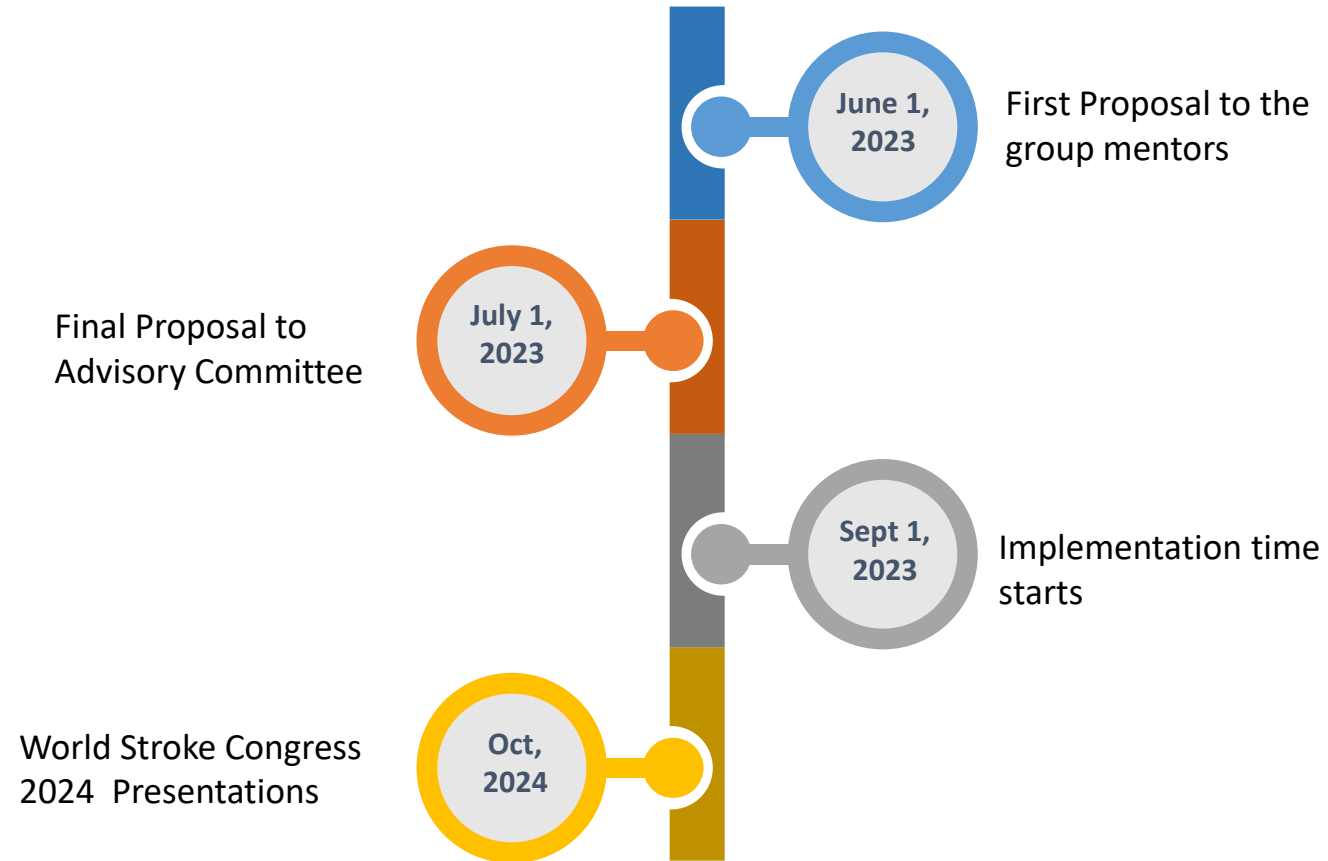 June 1,
2023
First Proposal to the
group mentors
Final Proposal to
Advisory Committee
July 1,
2023
Sept 1,
2023
Implementation time
starts
World Stroke Congress
2024  Presentations
Oct,
2024